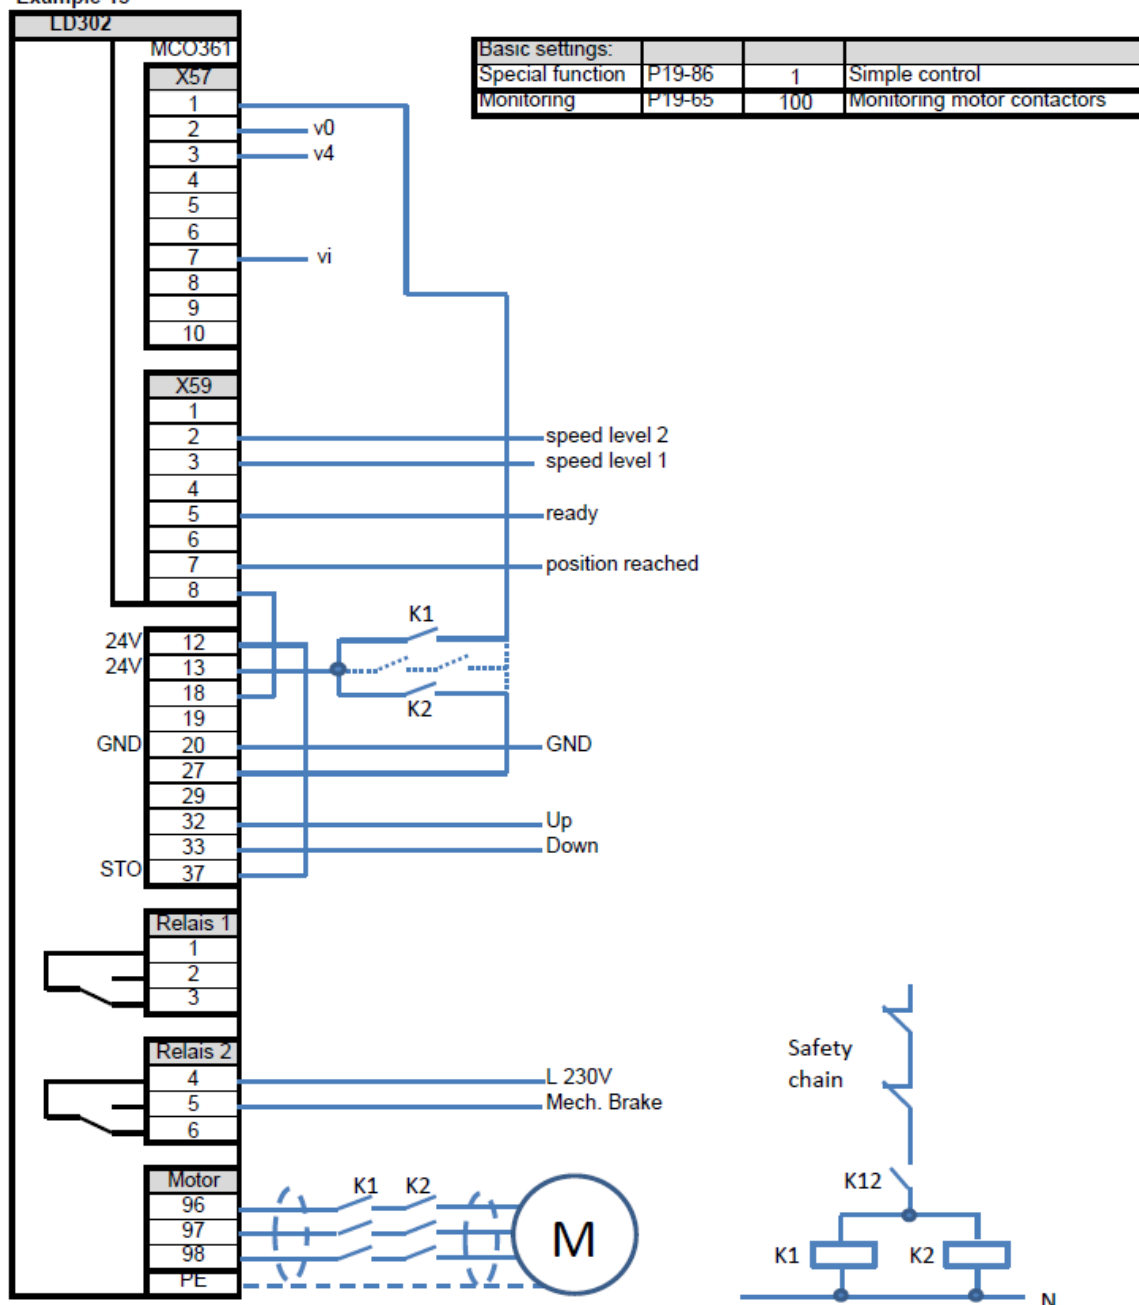 Example 15
LD302
MCO361
Basic settings:
Special function P19-86 1 Simple control
Monitoring P19-65 100 Monitoring motor contactors
X57
1
2 v0
3 v4
4
5
6
7 vi
8
9
10
X59
1
2 speed level 2
3 speed level 1
4
5 ready
6
7 position reached
8
K1
24V 12
24V 13
18
K2
19
GND 20 GND
27
29
32 Up
33 Down
STO 37
Relais 1
1
2
3
Relais 2
4 L 230V
5 Mech. Brake
6
Safety
chain
K12
Motor
96 K1 K2
97 M
98 K1 K2
PE
N